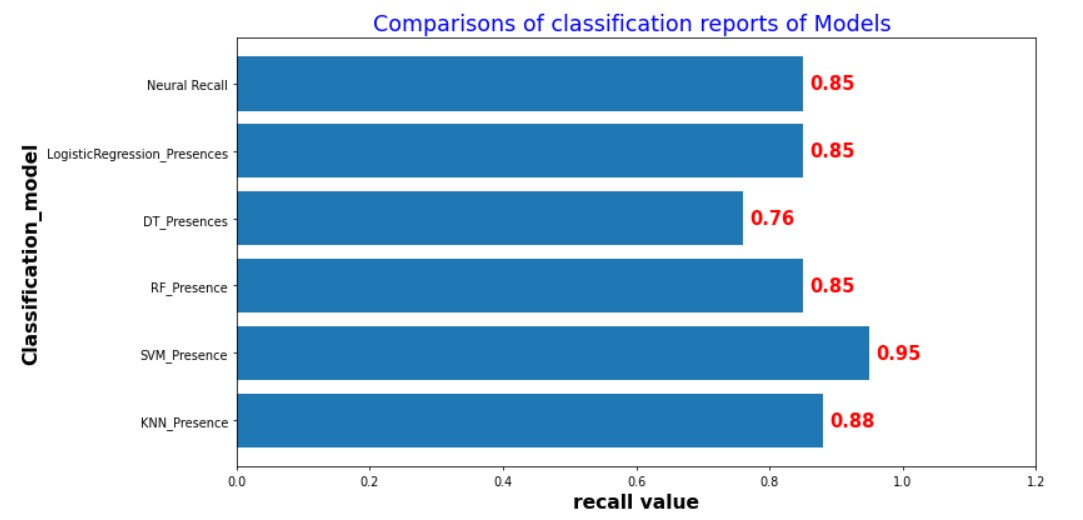 Comparisons of classification reports of Models
Classification_model
Neural Recall
0.85
LogisticRegression_Presences
0.85
DT_Presences
0.76
RF_Presence
0.85
SVM_Presence
0.95
KNN_Presence
0.88
0.0 0.2 0.4 0.6 0.8 1.0 1.2
recall value